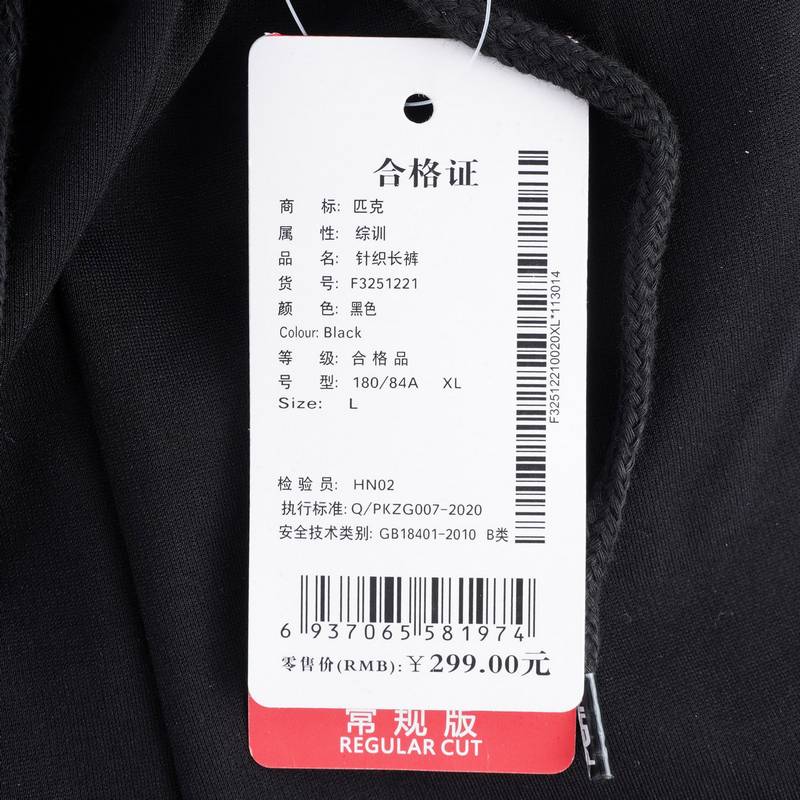 合格证
商 标: 匹克
属 性: 综训
品 名: 针织长裤
货 号: F3251221
颜 色: 黑色
Colour: Black
等 级: 合格品
号 型: 180/84A XL
Size: L
检验员: HN02
执行标准: Q/PKZG007-2020
安全技术类别: GB18401-2010 B类
F32512210020XL*113014
6 937065 581974
零售价(RMB): ¥299.00元
常规版
REGULAR CUT